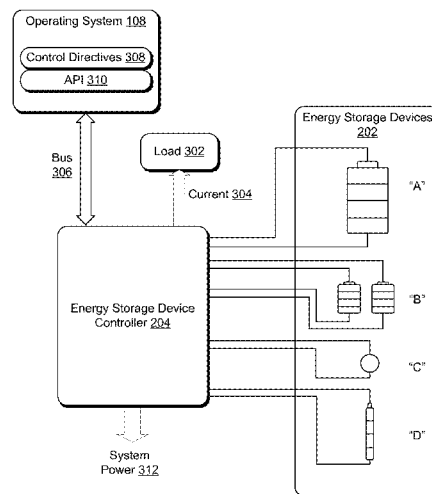 Operating System 108
Control Directives 308
API 310
Bus
306
Load 302
Current 304
Energy Storage Devices
202
"A"
"B"
Energy Storage Device
Controller 204
"C"
"D"
System
Power 312